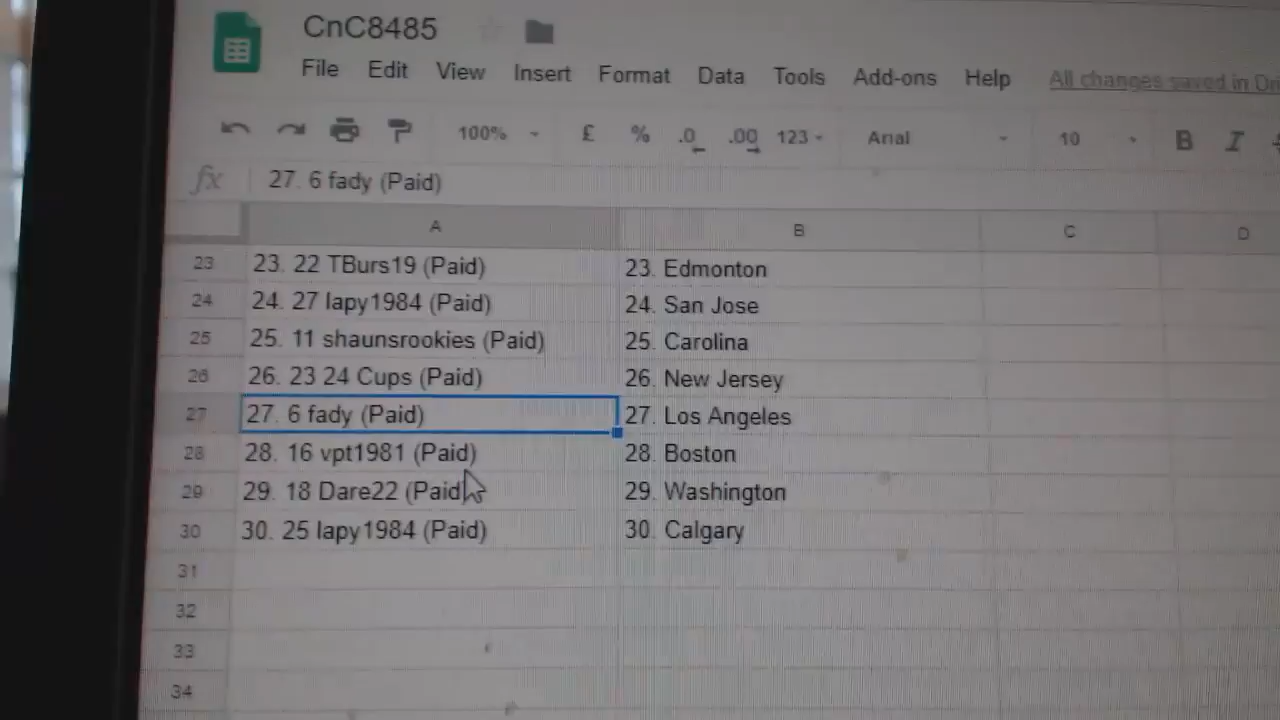 CnC8485
File Edit View Insert Format Data Tools Add-ons Help All changes saved in
100% £ % .0 .00 123 Arial 10 B I
fx 27. 6 fady (Paid)
A B C D
23 23. 22 TBurs19 (Paid) 23. Edmonton
24 24. 27 lapy1984 (Paid) 24. San Jose
25 25. 11 shaunsrookies (Paid) 25. Carolina
26 26. 23 24 Cups (Paid) 26. New Jersey
27 27. 6 fady (Paid) 27. Los Angeles
28 28. 16 vpt1981 (Paid) 28. Boston
29 29. 18 Dare22 (Paid) 29. Washington
30 30. 25 lapy1984 (Paid) 30. Calgary
31
32
33
34